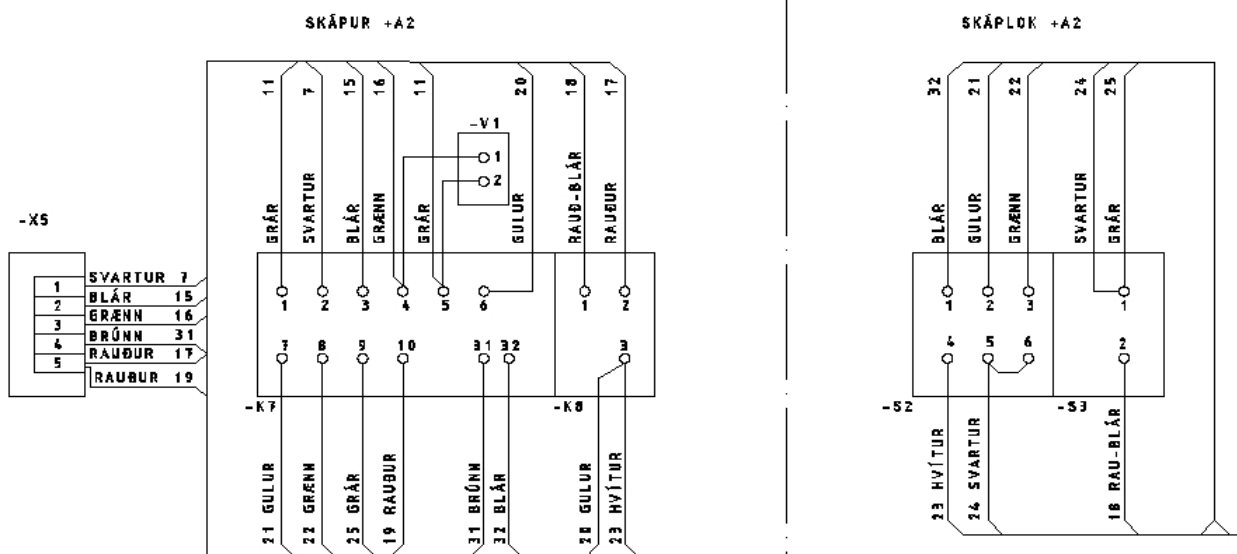 SKÁPUR +A2
SKÁPLOK +A2
11
7
15
16
11
20
18
17
32
21
22
24
25
-V1
1
2
GRÁR
SVARTUR
BLÁR
GRÆNN
GRÁR
GULUR
RAUÐ-BLÁR
RAUÐUR
BLÁR
GULUR
GRÆNN
SVARTUR
GRÁR
-X5
SVARTUR 7
1
BLÁR 15
2
GRÆNN 16
3
BRÚNN 31
4
RAUÐUR 17
5
RAUÐUR 19
1 2 3 4 5 6
1 2
7 8 9 10 31 32
3
1 2 3
1
4 5 6
2
-K7
-K8
-S2
-S3
21 GULUR
22 GRÆNN
25 GRÁR
19 RAUÐUR
31 BRÚNN
32 BLÁR
20 GULUR
23 HVÍTUR
23 HVÍTUR
24 SVARTUR
18 RAU-BLÁR